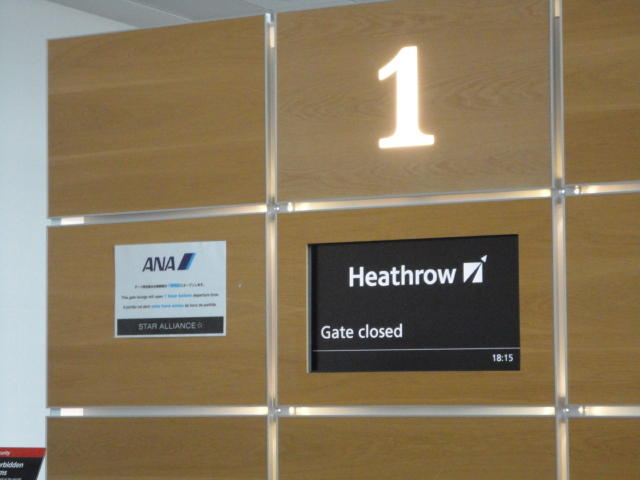 1
ANA
This gate lounge will open 1 hour before departure time.
STAR ALLIANCE
Heathrow
Gate closed
18:15